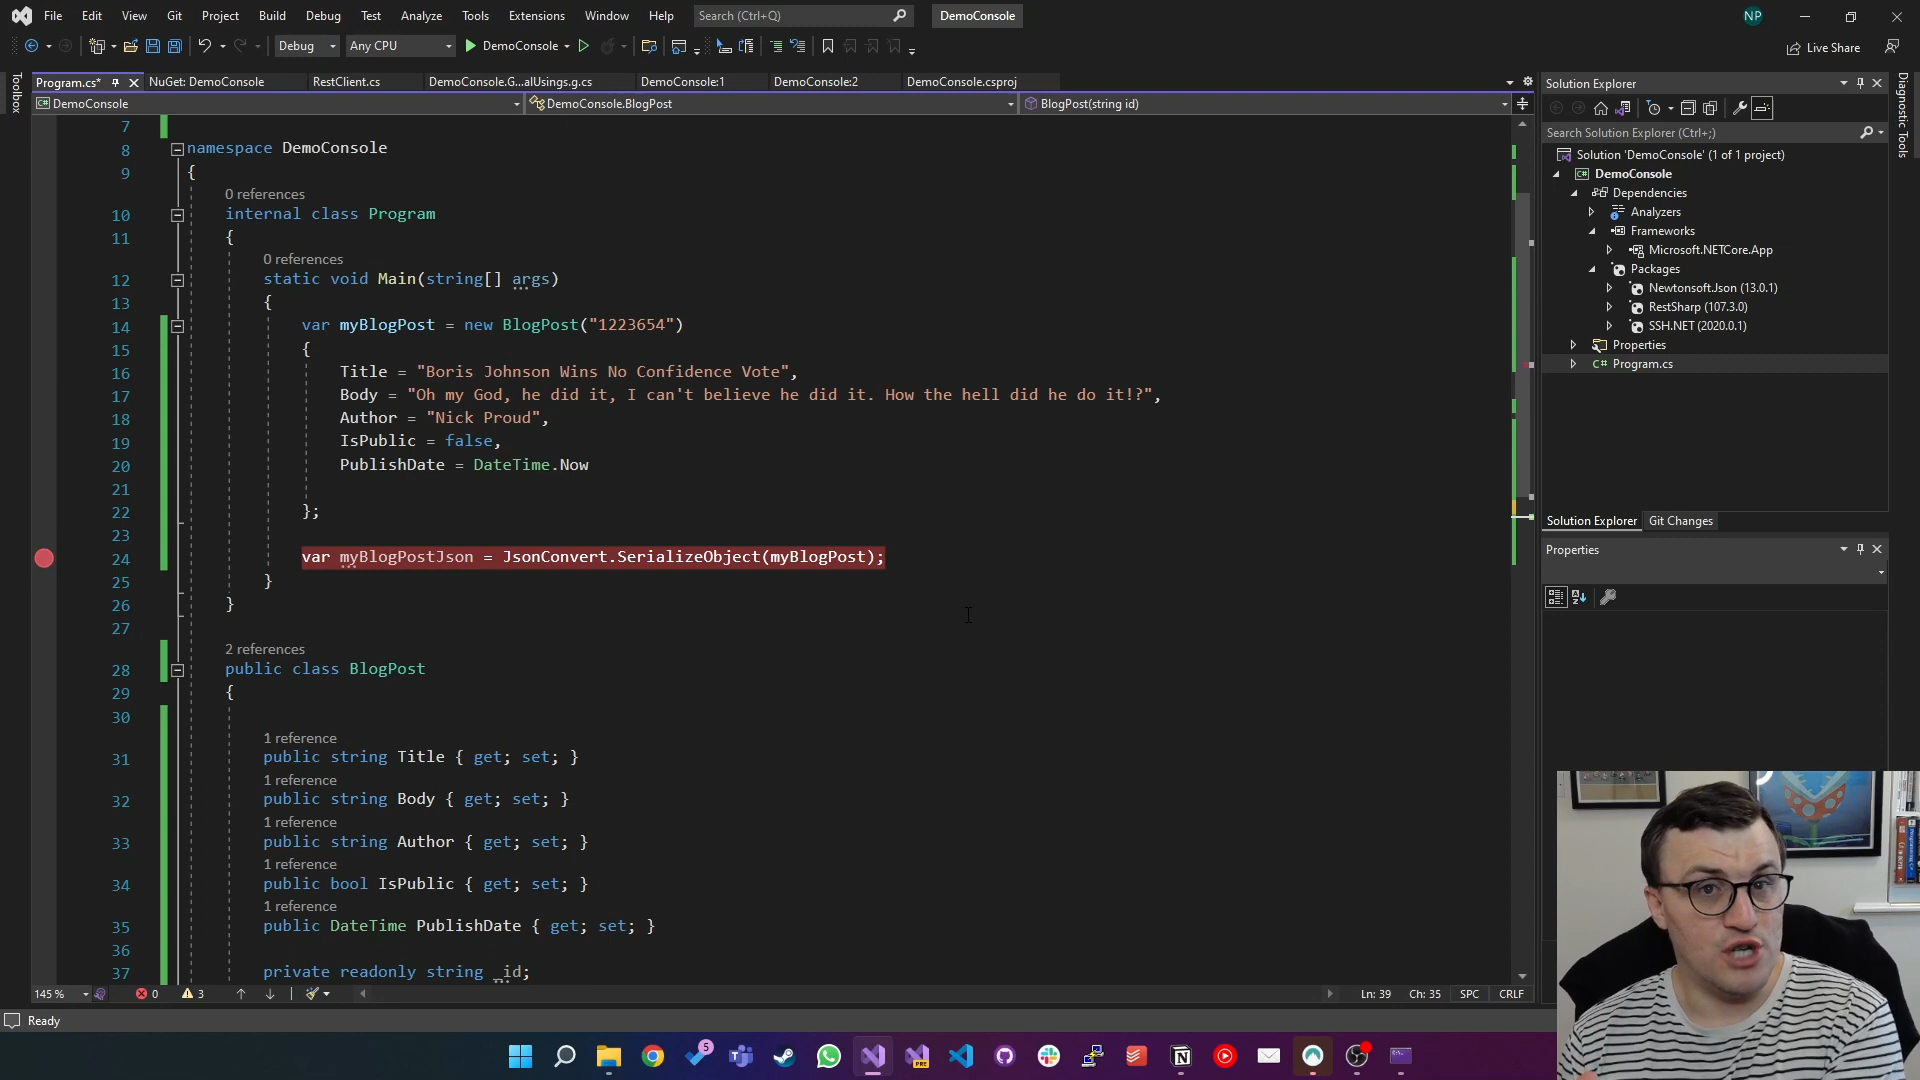 File Edit View Git Project Build Debug Test Analyze Tools Extensions Window Help Search (Ctrl+Q) DemoConsole NP
Debug Any CPU DemoConsole Live Share
Toolbox
Program.cs* NuGet: DemoConsole RestClient.cs DemoConsole.G...alUsings.g.cs DemoConsole:1 DemoConsole:2 DemoConsole.csproj
DemoConsole DemoConsole.BlogPost BlogPost(string id)
7
8 namespace DemoConsole
9 {
0 references
10 internal class Program
11 {
0 references
12 static void Main(string[] args)
13 {
14 var myBlogPost = new BlogPost("1223654")
15 {
16 Title = "Boris Johnson Wins No Confidence Vote",
17 Body = "Oh my God, he did it, I can't believe he did it. How the hell did he do it!?",
18 Author = "Nick Proud",
19 IsPublic = false,
20 PublishDate = DateTime.Now
21
22 };
23
24 var myBlogPostJson = JsonConvert.SerializeObject(myBlogPost);
25 }
26 }
27
2 references
28 public class BlogPost
29 {
30
1 reference
31 public string Title { get; set; }
1 reference
32 public string Body { get; set; }
1 reference
33 public string Author { get; set; }
1 reference
34 public bool IsPublic { get; set; }
1 reference
35 public DateTime PublishDate { get; set; }
36
37 private readonly string _id;
145 % 0 3 Ln: 39 Ch: 35 SPC CRLF
Ready
Solution Explorer
Search Solution Explorer (Ctrl+;)
Solution 'DemoConsole' (1 of 1 project)
DemoConsole
Dependencies
Analyzers
Frameworks
Microsoft.NETCore.App
Packages
Newtonsoft.Json (13.0.1)
RestSharp (107.3.0)
SSH.NET (2020.0.1)
Properties
C# Program.cs
Solution Explorer Git Changes
Properties
Diagnostic Tools
5
PRE